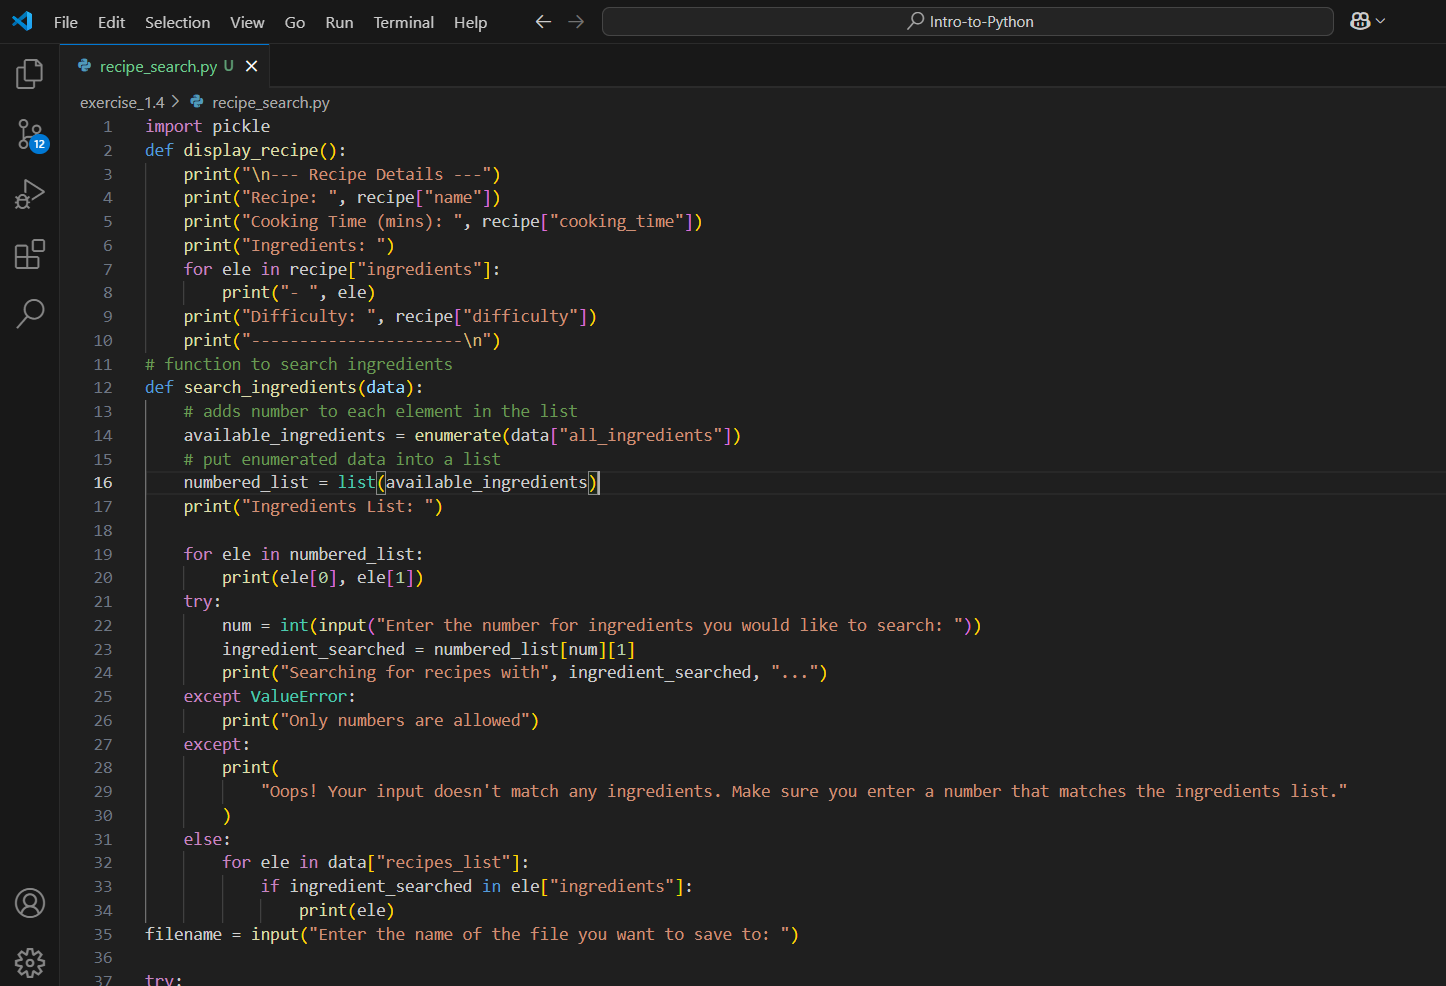 File Edit Selection View Go Run Terminal Help Intro-to-Python
recipe_search.py U
exercise_1.4 > recipe_search.py
12
1 import pickle
2 def display_recipe():
3     print("\n--- Recipe Details ---")
4     print("Recipe: ", recipe["name"])
5     print("Cooking Time (mins): ", recipe["cooking_time"])
6     print("Ingredients: ")
7     for ele in recipe["ingredients"]:
8         print("- ", ele)
9     print("Difficulty: ", recipe["difficulty"])
10     print("----------------------\n")
11 # function to search ingredients
12 def search_ingredients(data):
13     # adds number to each element in the list
14     available_ingredients = enumerate(data["all_ingredients"])
15     # put enumerated data into a list
16     numbered_list = list(available_ingredients)
17     print("Ingredients List: ")
18
19     for ele in numbered_list:
20         print(ele[0], ele[1])
21     try:
22         num = int(input("Enter the number for ingredients you would like to search: "))
23         ingredient_searched = numbered_list[num][1]
24         print("Searching for recipes with", ingredient_searched, "...")
25     except ValueError:
26         print("Only numbers are allowed")
27     except:
28         print(
29             "Oops! Your input doesn't match any ingredients. Make sure you enter a number that matches the ingredients list."
30         )
31     else:
32         for ele in data["recipes_list"]:
33             if ingredient_searched in ele["ingredients"]:
34                 print(ele)
35 filename = input("Enter the name of the file you want to save to: ")
36
37 try: